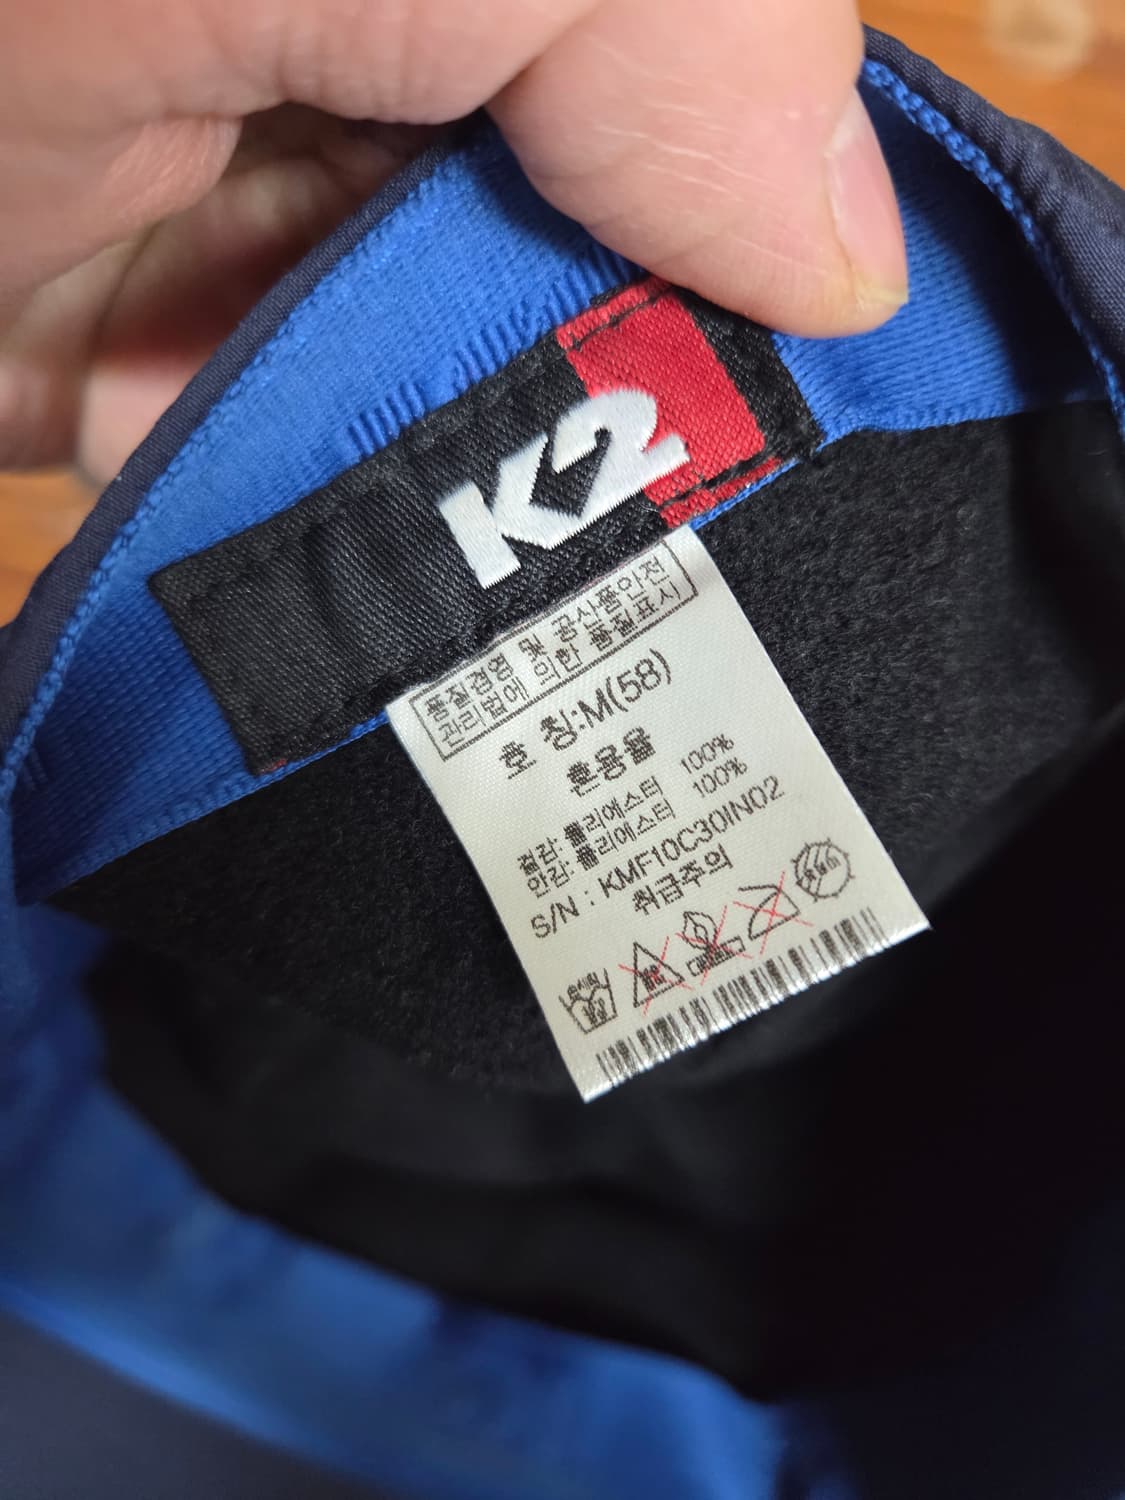 K2
품질경영 및 공산품안전
관리법에 의한 품질표시
호 칭:M(58)
혼용율
겉감:폴리에스터 100%
안감:폴리에스터 100%
S/N : KMF10C30IN02
취급주의